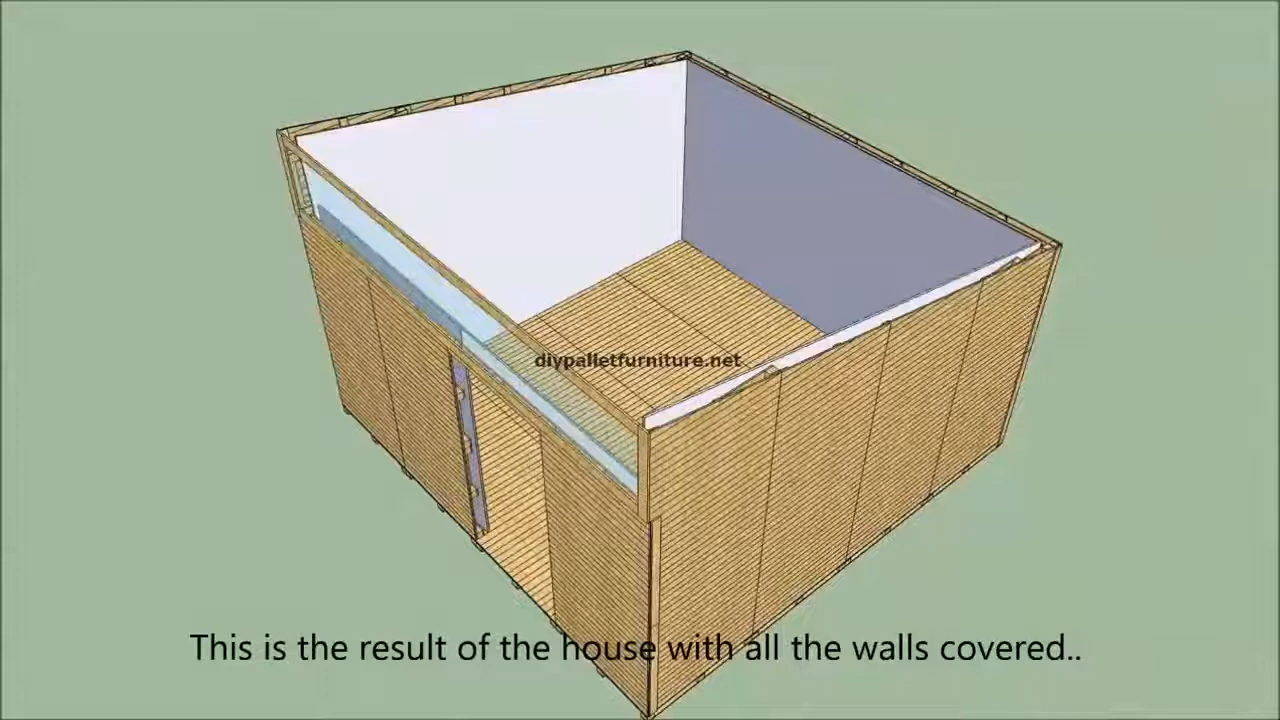 diypalletfurniture.net
This is the result of the house with all the walls covered..